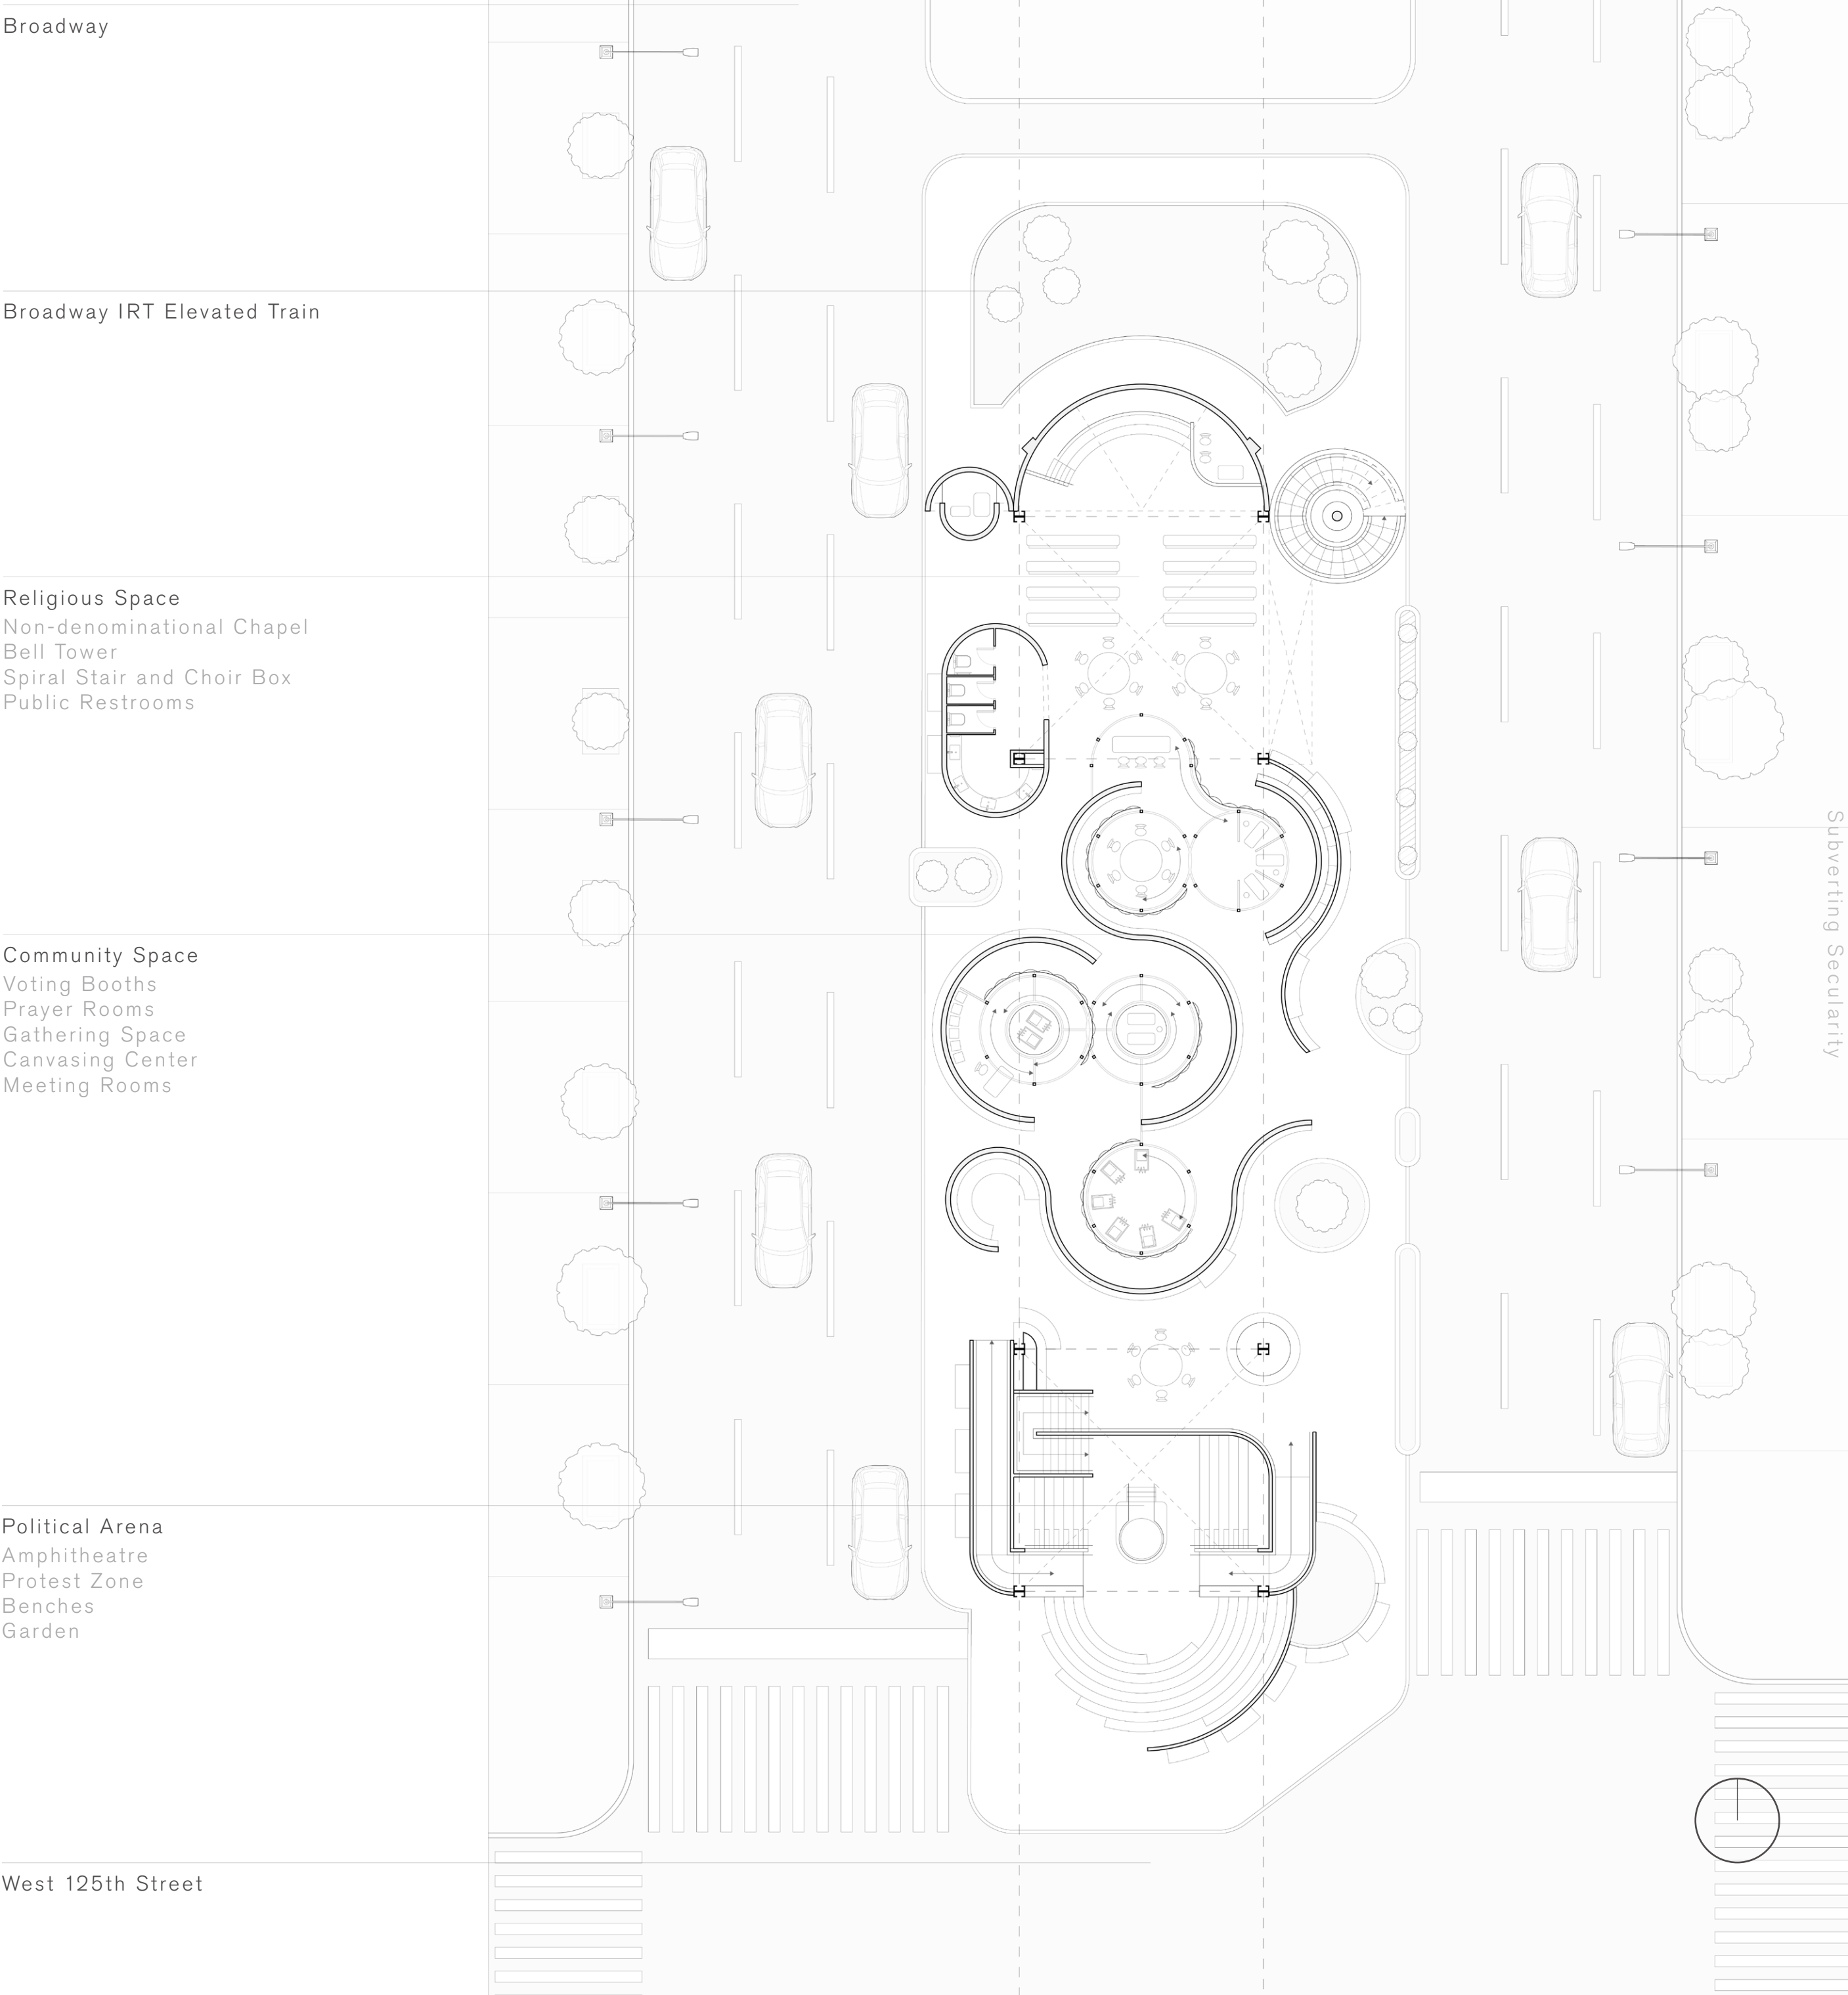 Broadway
Broadway IRT Elevated Train
Religious Space
Non-denominational Chapel
Bell Tower
Spiral Stair and Choir Box
Public Restrooms
Subverting Secularity
Community Space
Voting Booths
Prayer Rooms
Gathering Space
Canvasing Center
Meeting Rooms
Political Arena
Amphitheatre
Protest Zone
Benches
Garden
West 125th Street